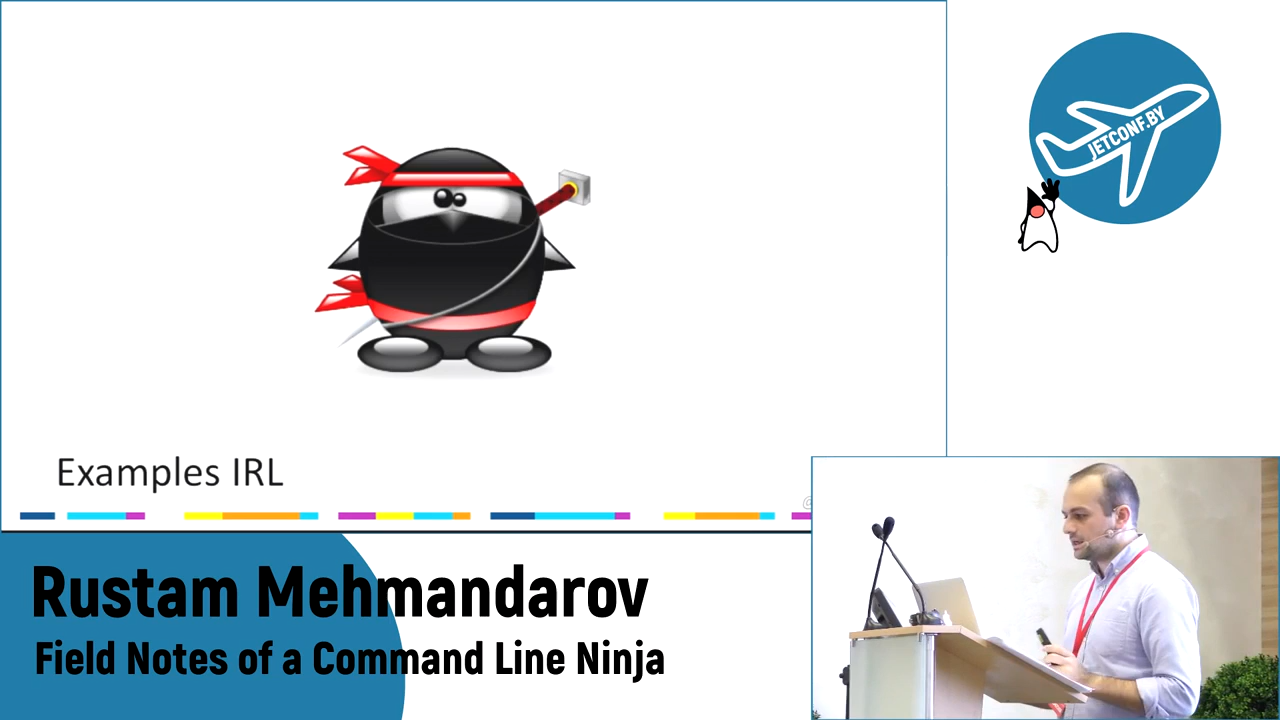 JETCONF.BY
Examples IRL
@
Rustam Mehmandarov
Field Notes of a Command Line Ninja